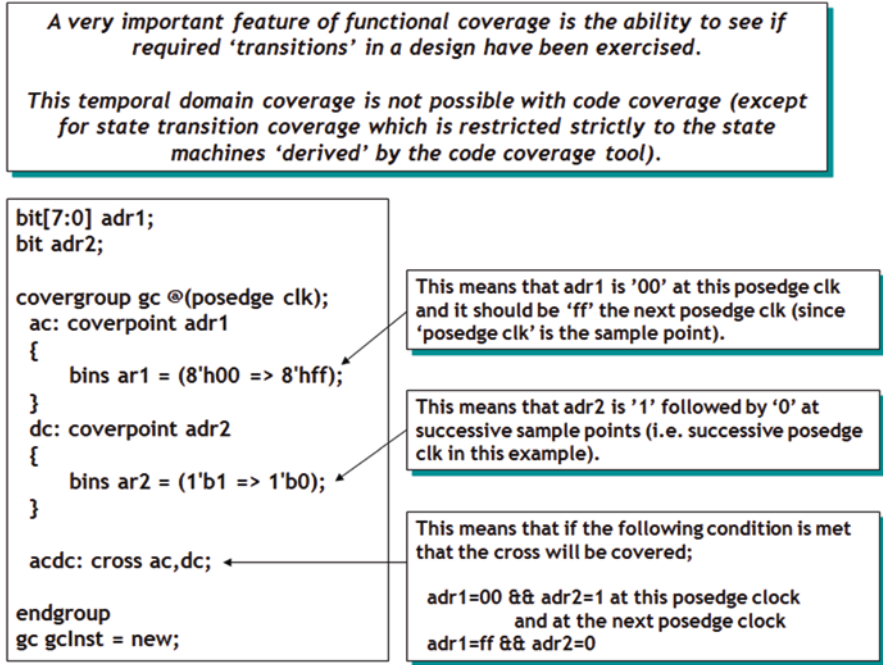 A very important feature of functional coverage is the ability to see if
required ‘transitions’ in a design have been exercised.
This temporal domain coverage is not possible with code coverage (except
for state transition coverage which is restricted strictly to the state
machines ‘derived’ by the code coverage tool).
bit[7:0] adr1;
bit adr2;
covergroup gc @(posedge clk);
ac: coverpoint adr1
{
bins ar1 = (8'h00 => 8'hff);
}
dc: coverpoint adr2
{
bins ar2 = (1'b1 => 1'b0);
}
acdc: cross ac,dc;
endgroup
gc gcInst = new;
This means that adr1 is ’00’ at this posedge clk
and it should be ‘ff’ the next posedge clk (since
‘posedge clk’ is the sample point).
This means that adr2 is ’1’ followed by ‘0’ at
successive sample points (i.e. successive posedge
clk in this example).
This means that if the following condition is met
that the cross will be covered;
adr1=00 && adr2=1 at this posedge clock
and at the next posedge clock
adr1=ff && adr2=0